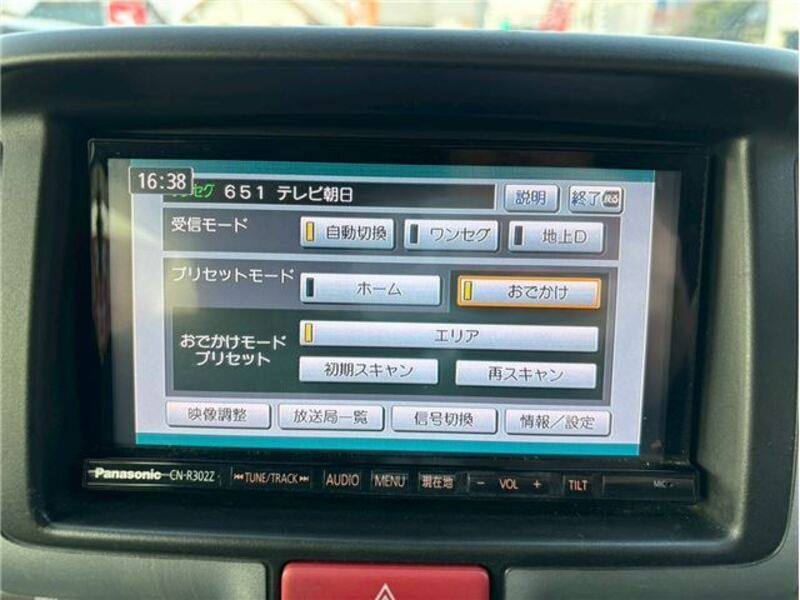 16:38
セグ 651 テレビ朝日 説明 終了 戻る
受信モード 自動切換 ワンセグ 地上D
プリセットモード ホーム おでかけ
おでかけモード
プリセット
エリア
初期スキャン 再スキャン
映像調整 放送局一覧 信号切換 情報/設定
Panasonic CN-R302Z TUNE/TRACK AUDIO MENU 現在地 - VOL + TILT MIC